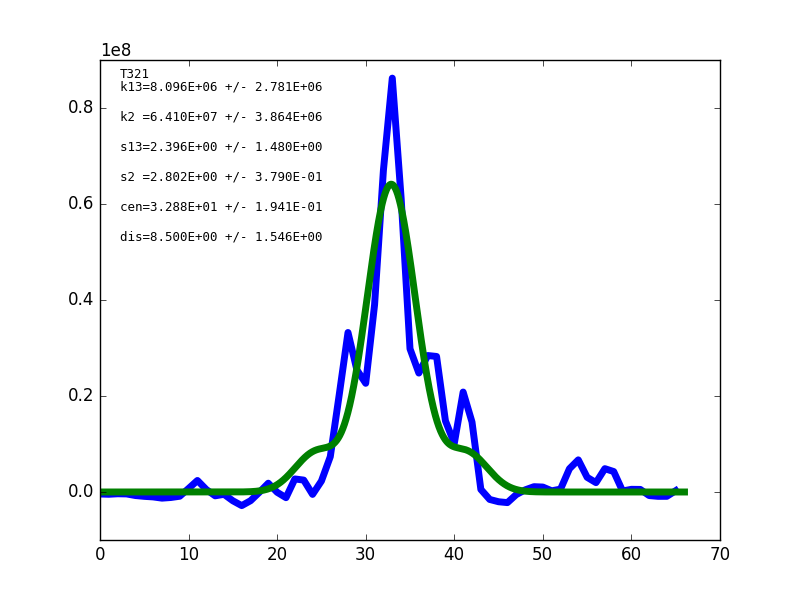 1e8
T321
k13=8.096E+06 +/- 2.781E+06
k2 =6.410E+07 +/- 3.864E+06
s13=2.396E+00 +/- 1.480E+00
s2 =2.802E+00 +/- 3.790E-01
cen=3.288E+01 +/- 1.941E-01
dis=8.500E+00 +/- 1.546E+00
0.8
0.6
0.4
0.2
0.0
0 10 20 30 40 50 60 70